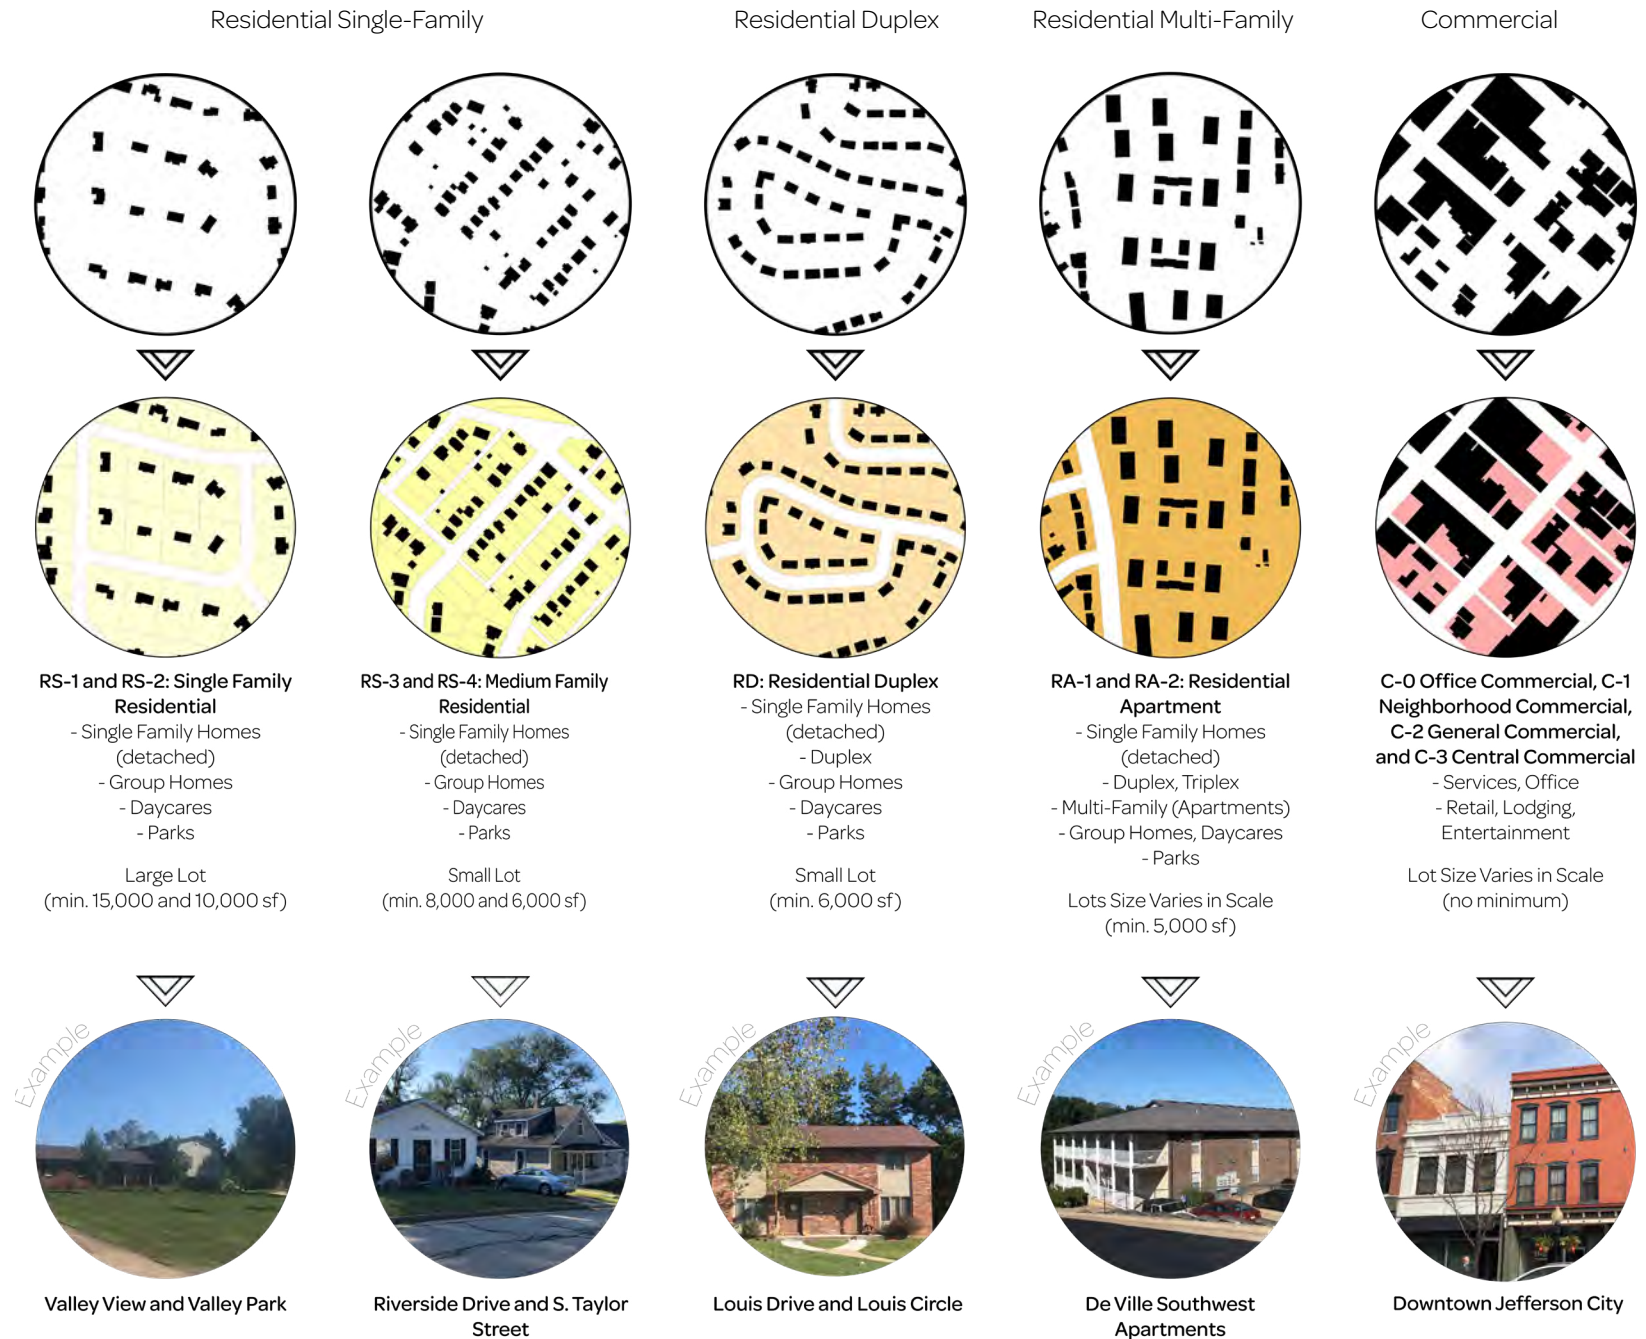 Residential Single-Family
Residential Duplex
Residential Multi-Family
Commercial
RS-1 and RS-2: Single Family
Residential
- Single Family Homes
(detached)
- Group Homes
- Daycares
- Parks
Large Lot
(min. 15,000 and 10,000 sf)
RS-3 and RS-4: Medium Family
Residential
- Single Family Homes
(detached)
- Group Homes
- Daycares
- Parks
Small Lot
(min. 8,000 and 6,000 sf)
RD: Residential Duplex
- Single Family Homes
(detached)
- Duplex
- Group Homes
- Daycares
- Parks
Small Lot
(min. 6,000 sf)
RA-1 and RA-2: Residential
Apartment
- Single Family Homes
(detached)
- Duplex, Triplex
- Multi-Family (Apartments)
- Group Homes, Daycares
- Parks
Lots Size Varies in Scale
(min. 5,000 sf)
C-0 Office Commercial, C-1
Neighborhood Commercial,
C-2 General Commercial,
and C-3 Central Commercial
- Services, Office
- Retail, Lodging,
Entertainment
Lot Size Varies in Scale
(no minimum)
Example
Example
Example
Example
Example
Valley View and Valley Park
Riverside Drive and S. Taylor
Street
Louis Drive and Louis Circle
De Ville Southwest
Apartments
Downtown Jefferson City